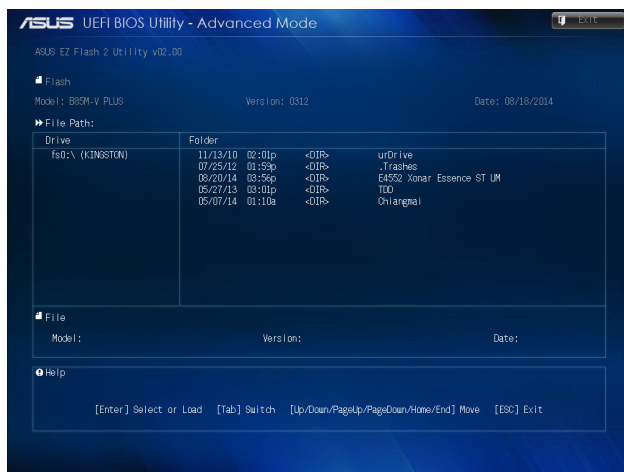 ASUS UEFI BIOS Utility - Advanced Mode
Exit
ASUS EZ Flash 2 Utility v02.00
Flash
Model: B85M-V PLUS Version: 0312 Date: 08/18/2014
File Path:
Drive Folder
fs0:\ (KINGSTON) 11/13/10 02:01p <DIR> urDrive
07/25/12 01:59p <DIR> .Trashes
08/20/14 03:56p <DIR> E4552 Xonar Essence ST UM
05/27/13 03:01p <DIR> TDD
05/07/14 01:10a <DIR> Chiangmai
File
Model: Version: Date:
Help
[Enter] Select or Load [Tab] Switch [Up/Down/PageUp/PageDown/Home/End] Move [ESC] Exit